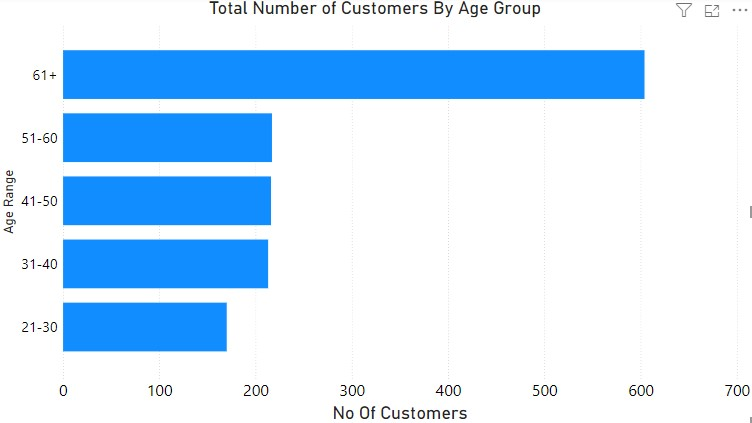 Total Number of Customers By Age Group
61+
51-60
41-50
31-40
21-30
Age Range
0 100 200 300 400 500 600 700
No Of Customers